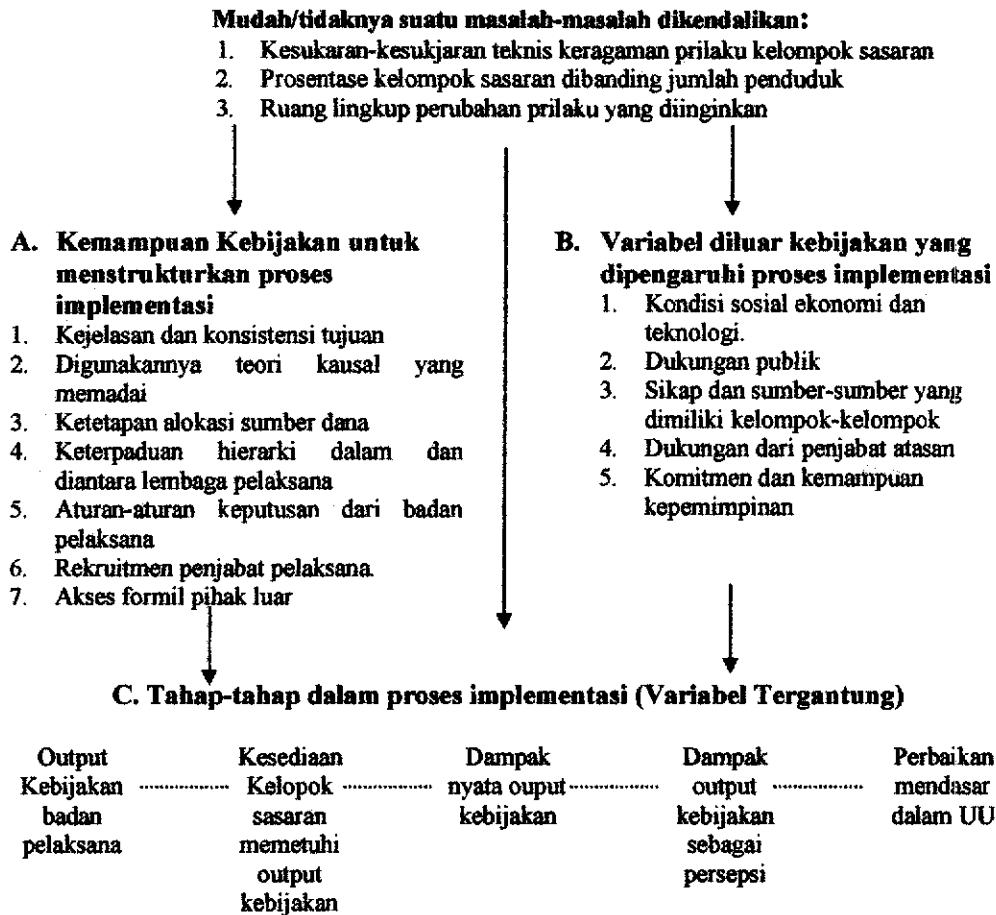 Mudah/tidaknya suatu masalah-masalah dikendalikan:
1. Kesukaran-kesukjaran teknis keragaman prilaku kelompok sasaran
2. Prosentase kelompok sasaran dibanding jumlah penduduk
3. Ruang lingkup perubahan prilaku yang diinginkan
A. Kemampuan Kebijakan untuk
menstrukturkan proses
implementasi
1. Kejelasan dan konsistensi tujuan
2. Digunakannya teori kausal yang
memadai
3. Ketetapan alokasi sumber dana
4. Keterpaduan hierarki dalam dan
diantara lembaga pelaksana
5. Aturan-aturan keputusan dari badan
pelaksana
6. Rekruitmen penjabat pelaksana.
7. Akses formil pihak luar
B. Variabel diluar kebijakan yang
dipengaruhi proses implementasi
1. Kondisi sosial ekonomi dan
teknologi.
2. Dukungan publik
3. Sikap dan sumber-sumber yang
dimiliki kelompok-kelompok
4. Dukungan dari penjabat atasan
5. Komitmen dan kemampuan
kepemimpinan
C. Tahap-tahap dalam proses implementasi (Variabel Tergantung)
Output
Kebijakan
badan
pelaksana
Kesediaan
Kelopok
sasaran
memetuhi
output
kebijakan
Dampak
nyata ouput
kebijakan
Dampak
output
kebijakan
sebagai
persepsi
Perbaikan
mendasar
dalam UU